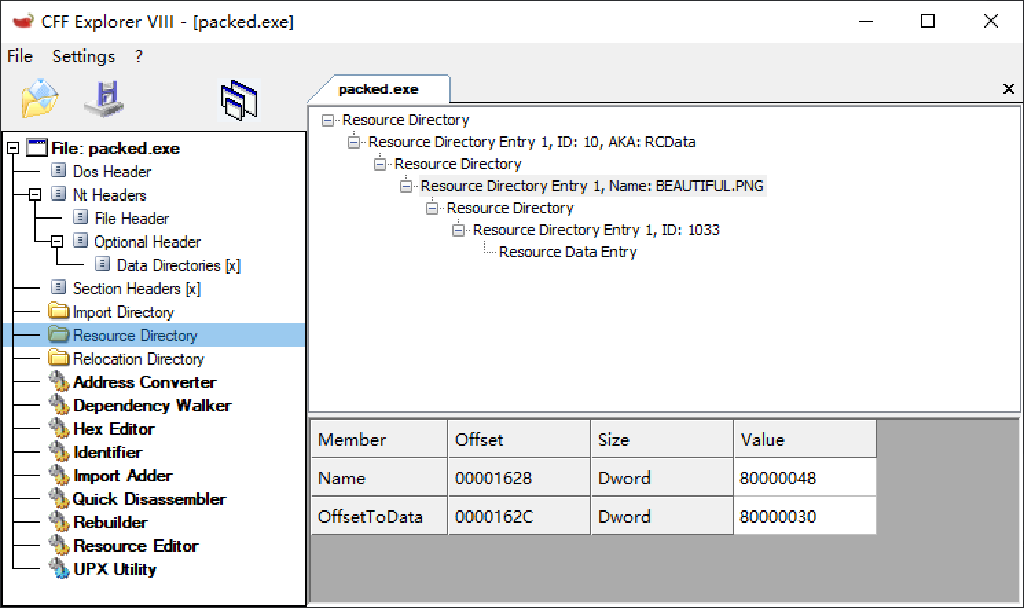 CFF Explorer VIII - [packed.exe]
File Settings ?
packed.exe
File: packed.exe
Dos Header
Nt Headers
File Header
Optional Header
Data Directories [x]
Section Headers [x]
Import Directory
Resource Directory
Relocation Directory
Address Converter
Dependency Walker
Hex Editor
Identifier
Import Adder
Quick Disassembler
Rebuilder
Resource Editor
UPX Utility
Resource Directory
Resource Directory Entry 1, ID: 10, AKA: RCData
Resource Directory
Resource Directory Entry 1, Name: BEAUTIFUL.PNG
Resource Directory
Resource Directory Entry 1, ID: 1033
Resource Data Entry
Member Offset Size Value
Name 00001628 Dword 80000048
OffsetToData 0000162C Dword 80000030